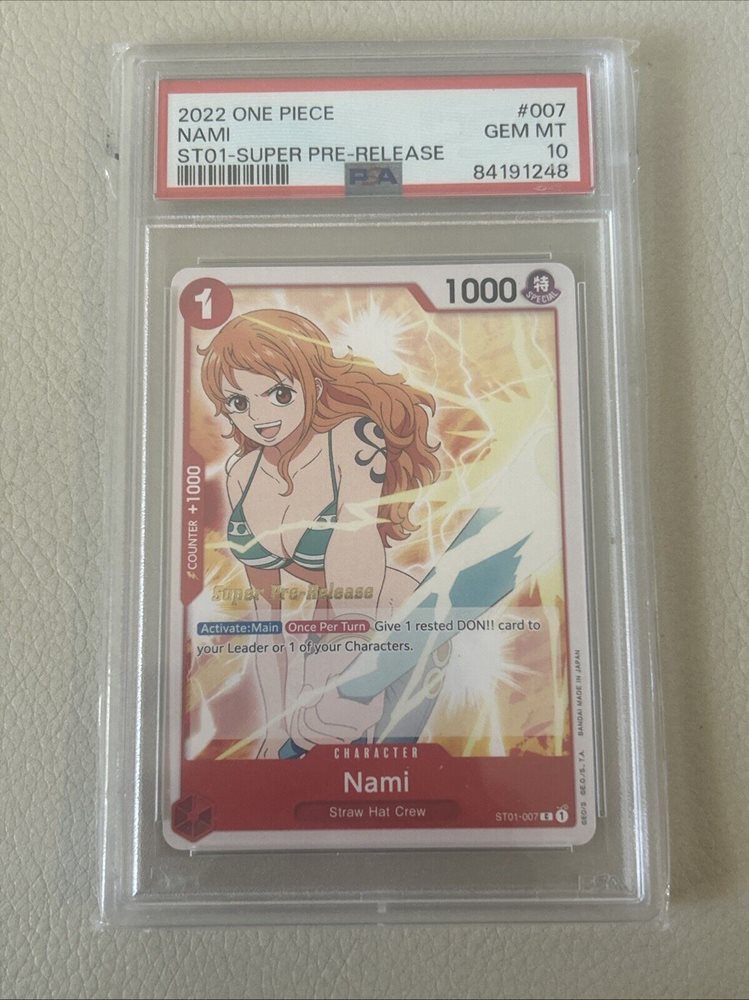 2022 ONE PIECE #007
NAMI GEM MT
ST01-SUPER PRE-RELEASE 10
PSA 84191248
1 1000 特
SPECIAL
COUNTER +1000
Super Pre-Release
Activate:Main Once Per Turn Give 1 rested DON!! card to
your Leader or 1 of your Characters.
CHARACTER
Nami
Straw Hat Crew
ST01-007 C 1
©EO/S ©E.O./S., T.A. BANDAI MADE IN JAPAN